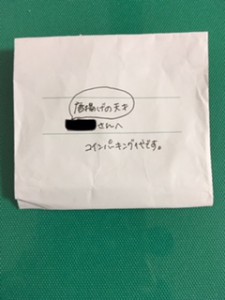 唐揚げの天才
さんへ
コインパーキング代です。